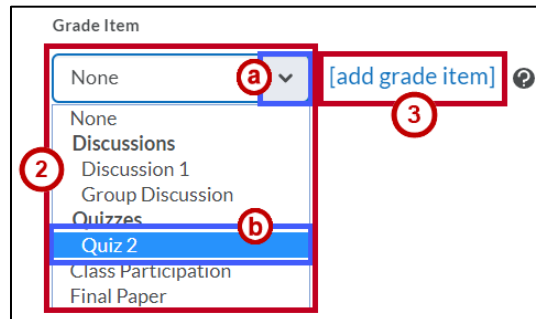 Grade Item
None a [add grade item] ?
3
None
Discussions
2 Discussion 1
Group Discussion
Quizzes b
Quiz 2
Class Participation
Final Paper